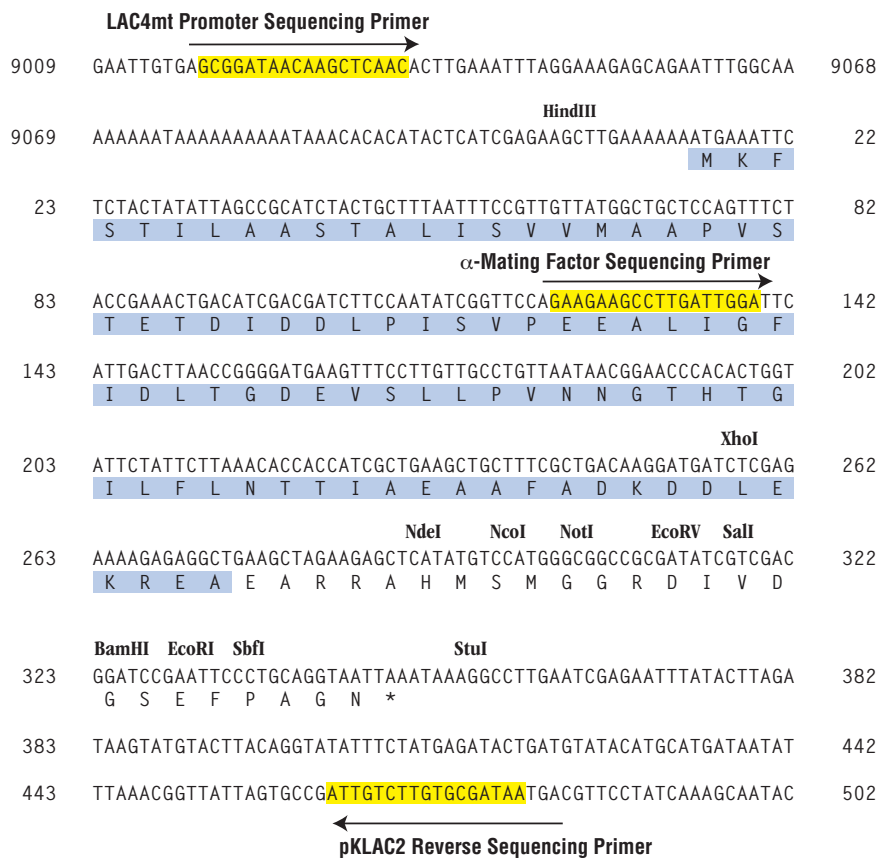 LAC4mt Promoter Sequencing Primer
9009 GAATTGTGAGCGGATAACAAGCTCAACACTTGAAATTTAGGAAAGAGCAGAATTTGGCAA 9068
HindIII
9069 AAAAAATAAAAAAAAAATAAACACACATACTCATCGAGAAGCTTGAAAAAAATGAAATTC 22
M K F
23 TCTACTATATTAGCCGCATCTACTGCTTTAATTTCCGTTGTTATGGCTGCTCCAGTTTCT 82
S T I L A A S T A L I S V V M A A P V S
α-Mating Factor Sequencing Primer
83 ACCGAAACTGACATCGACGATCTTCCAATATCGGTTCCAGAAGAAGCCTTGATTGGATTC 142
T E T D I D D L P I S V P E E A L I G F
143 ATTGACTTAACCGGGGATGAAGTTTCCTTGTTGCCTGTTAATAACGGAACCCACACTGGT 202
I D L T G D E V S L L P V N N G T H T G
XhoI
203 ATTCTATTCTTAAACACCACCATCGCTGAAGCTGCTTTCGCTGACAAGGATGATCTCGAG 262
I L F L N T T I A E A A F A D K D D L E
NdeI NcoI NotI EcoRV SalI
263 AAAAGAGAGGCTGAAGCTAGAAGAGCTCATATGTCCATGGGCGGCCGCGATATCGTCGAC 322
K R E A E A R R A H M S M G G R D I V D
BamHI EcoRI SbfI StuI
323 GGATCCGAATTCCCTGCAGGTAATTAAATAAAGGCCTTGAATCGAGAATTTATACTTAGA 382
G S E F P A G N *
383 TAAGTATGTACTTACAGGTATATTTCTATGAGATACTGATGTATACATGCATGATAATAT 442
443 TTAAACGGTTATTAGTGCCGATTGTCTTGTGCGATAATGACGTTCCTATCAAAGCAATAC 502
pKLAC2 Reverse Sequencing Primer